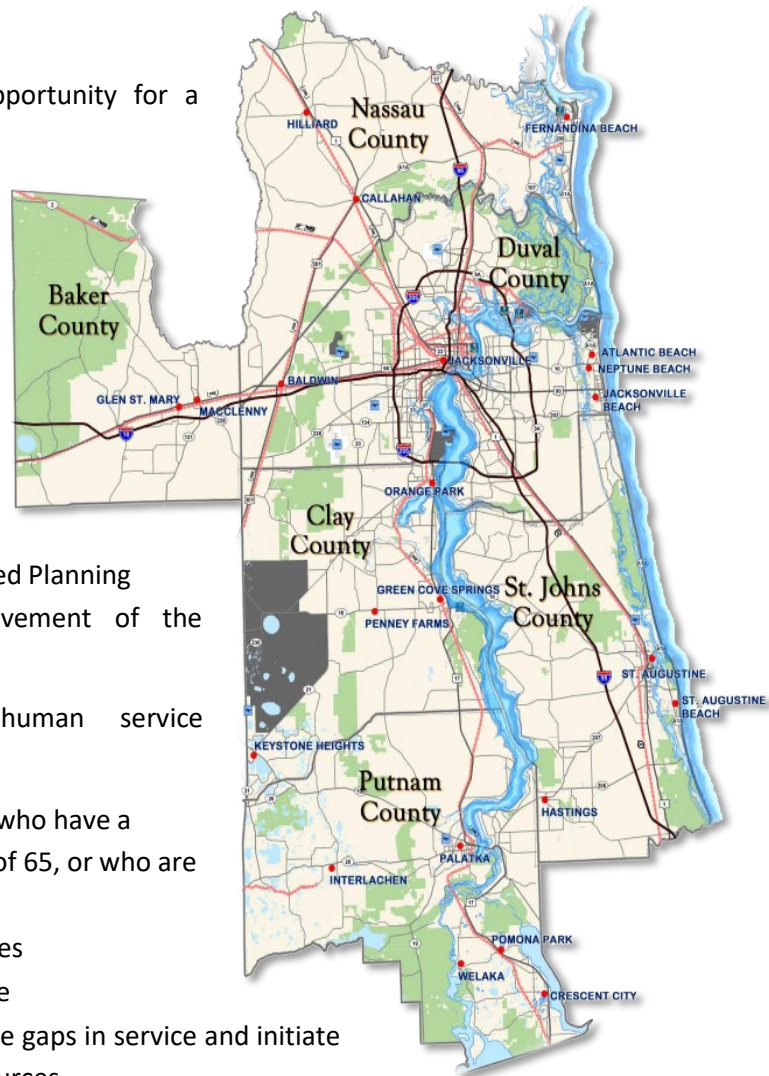 pportunity for a
ed Planning
vement of the
human service
who have a
of 65, or who are
es
e
e gaps in service and initiate
urces
Nassau
County
HILLIARD
FERNANDINA BEACH
CALLAHAN
Duval
County
Baker
County
JACKSONVILLE
ATLANTIC BEACH
NEPTUNE BEACH
JACKSONVILLE
BEACH
BALDWIN
GLEN ST. MARY
MACCLENNY
ORANGE PARK
Clay
County
GREEN COVE SPRINGS
PENNEY FARMS
St. Johns
County
ST. AUGUSTINE
ST. AUGUSTINE
BEACH
KEYSTONE HEIGHTS
Putnam
County
HASTINGS
PALATKA
INTERLACHEN
POMONA PARK
WELAKA
CRESCENT CITY